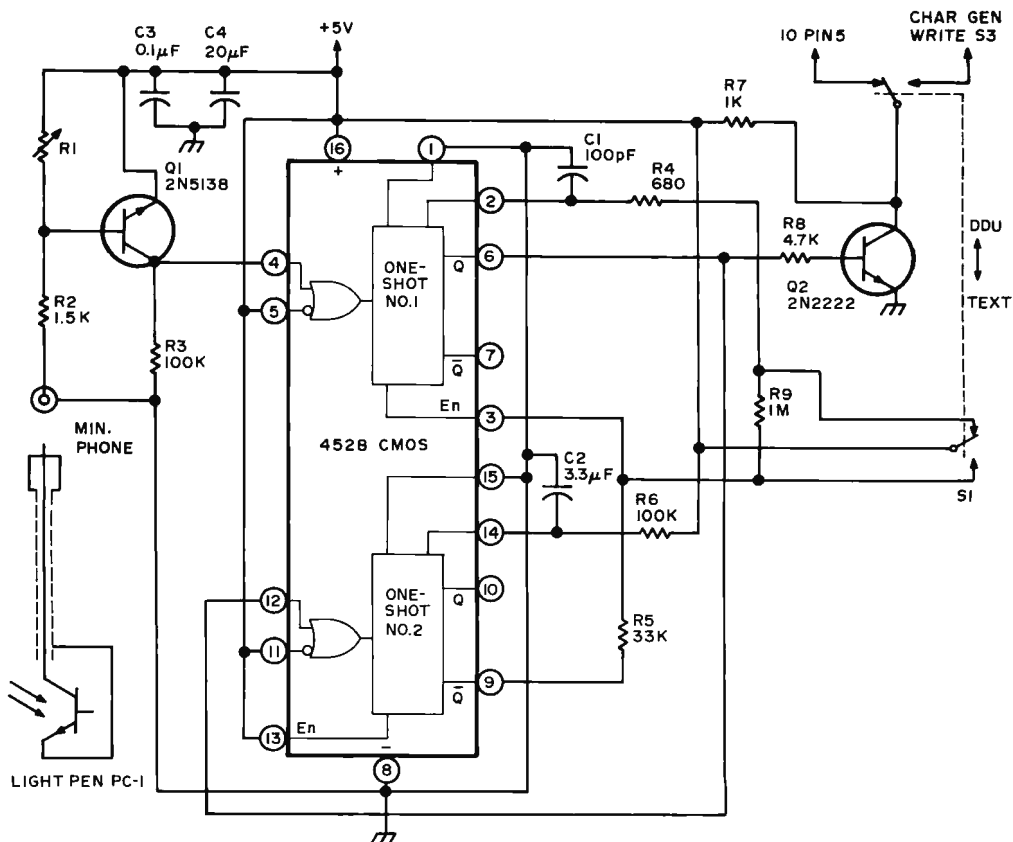 +5V
C3
0.1μF
C4
20μF
10 PIN5
CHAR GEN
WRITE S3
R7
1K
R1
Q1
2N5138
16
+
1
C1
100pF
R4
680
2
4
5
ONE-
SHOT
NO.1
Q
6
R8
4.7K
Q2
2N2222
DDU
TEXT
R2
1.5K
R3
100K
Q̅
7
En
3
R9
1M
MIN.
PHONE
4528 CMOS
15
C2
3.3μF
14
R6
100K
S1
12
11
ONE-
SHOT
NO.2
Q
10
R5
33K
Q̅
9
13
En
−
8
LIGHT PEN PC-1